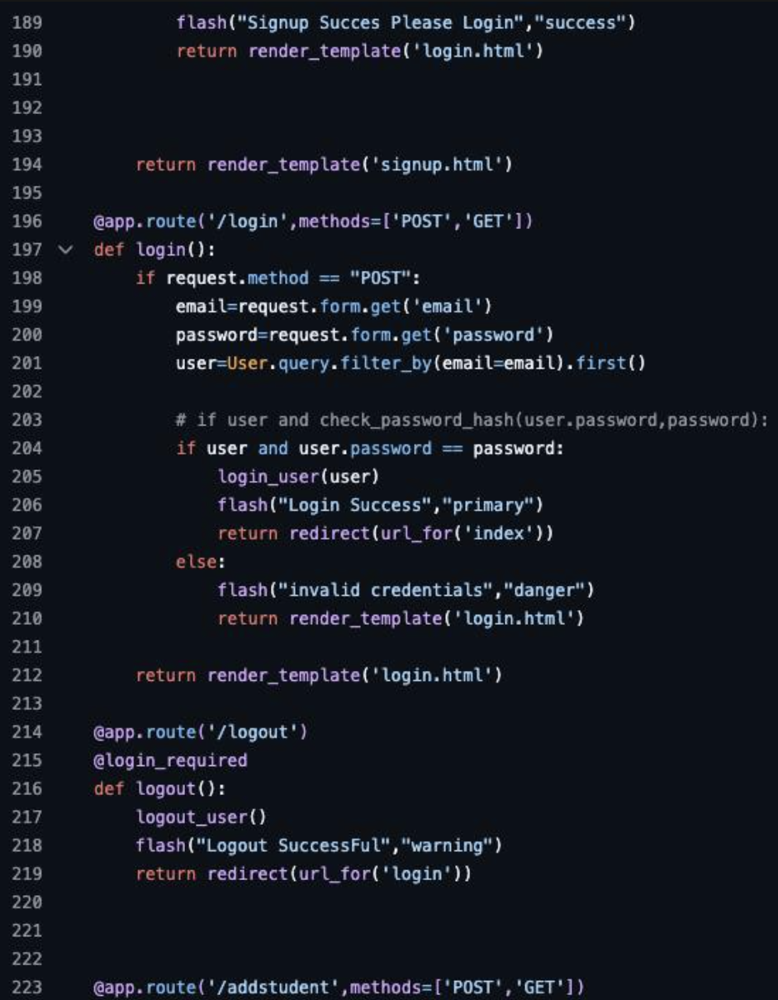 189 flash("Signup Succes Please Login","success")
190 return render_template('login.html')
191
192
193
194 return render_template('signup.html')
195
196 @app.route('/login',methods=['POST','GET'])
197 def login():
198 if request.method == "POST":
199 email=request.form.get('email')
200 password=request.form.get('password')
201 user=User.query.filter_by(email=email).first()
202
203 # if user and check_password_hash(user.password,password):
204 if user and user.password == password:
205 login_user(user)
206 flash("Login Success","primary")
207 return redirect(url_for('index'))
208 else:
209 flash("invalid credentials","danger")
210 return render_template('login.html')
211
212 return render_template('login.html')
213
214 @app.route('/logout')
215 @login_required
216 def logout():
217 logout_user()
218 flash("Logout SuccessFul","warning")
219 return redirect(url_for('login'))
220
221
222
223 @app.route('/addstudent',methods=['POST','GET'])